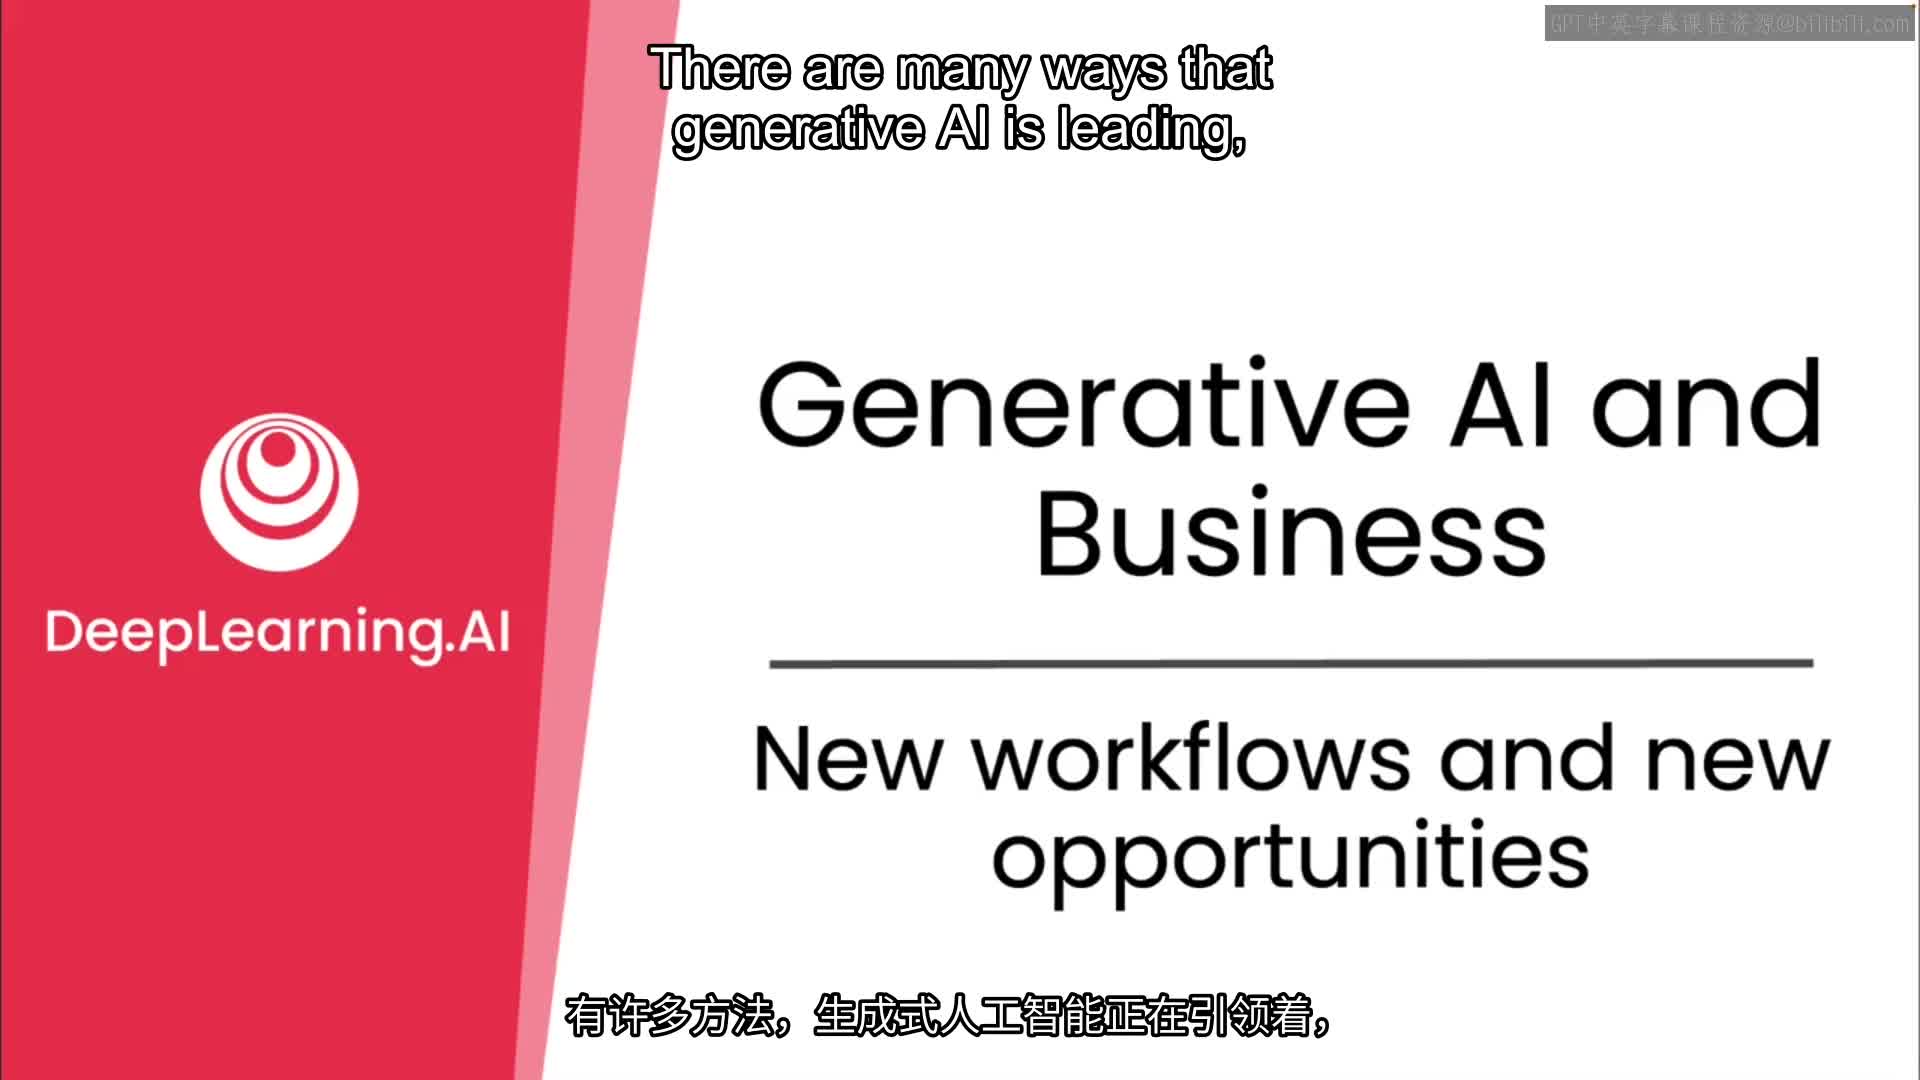 GPT中英字幕课程资源@bilibili.com
There are many ways that
generative AI is leading,
Generative AI and
Business
DeepLearning.AI
New workflows and new
opportunities
有许多方法，生成式人工智能正在引领着，